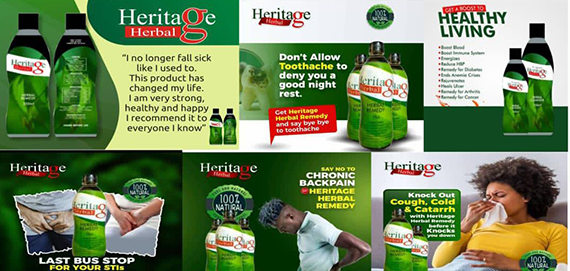 Heritage
Herbal
"I no longer fall sick
like I used to.
This product has
changed my life.
I am very strong,
healthy and happy
I recommend it to
everyone I know"
Heritage
Herbal
100%
NATURAL
Don't Allow
Toothache to
deny you a
good night
rest.
Get Heritage
Herbal Remedy
and say bye bye
to toothache
GET A BOOST TO
HEALTHY
LIVING
Boost Blood
Boost Immune System
Energizes
Reduce HBP
Remedy for Diabetes
Ends Anemia Crises
Rejuvenates
Heals Ulcer
Remedy for Arthritis
Remedy for Cancer
Heritage
Herbal
100%
NATURAL
LAST BUS STOP
FOR YOUR STIs
Heritage
Herbal
100%
NATURAL
SAY NO TO
CHRONIC
BACKPAIN
HERITAGE
HERBAL
REMEDY
Heritage
Herbal
100%
NATURAL
Knock Out
Cough, Cold
& Catarrh
with Heritage
Herbal Remedy
before it
Knocks
you down